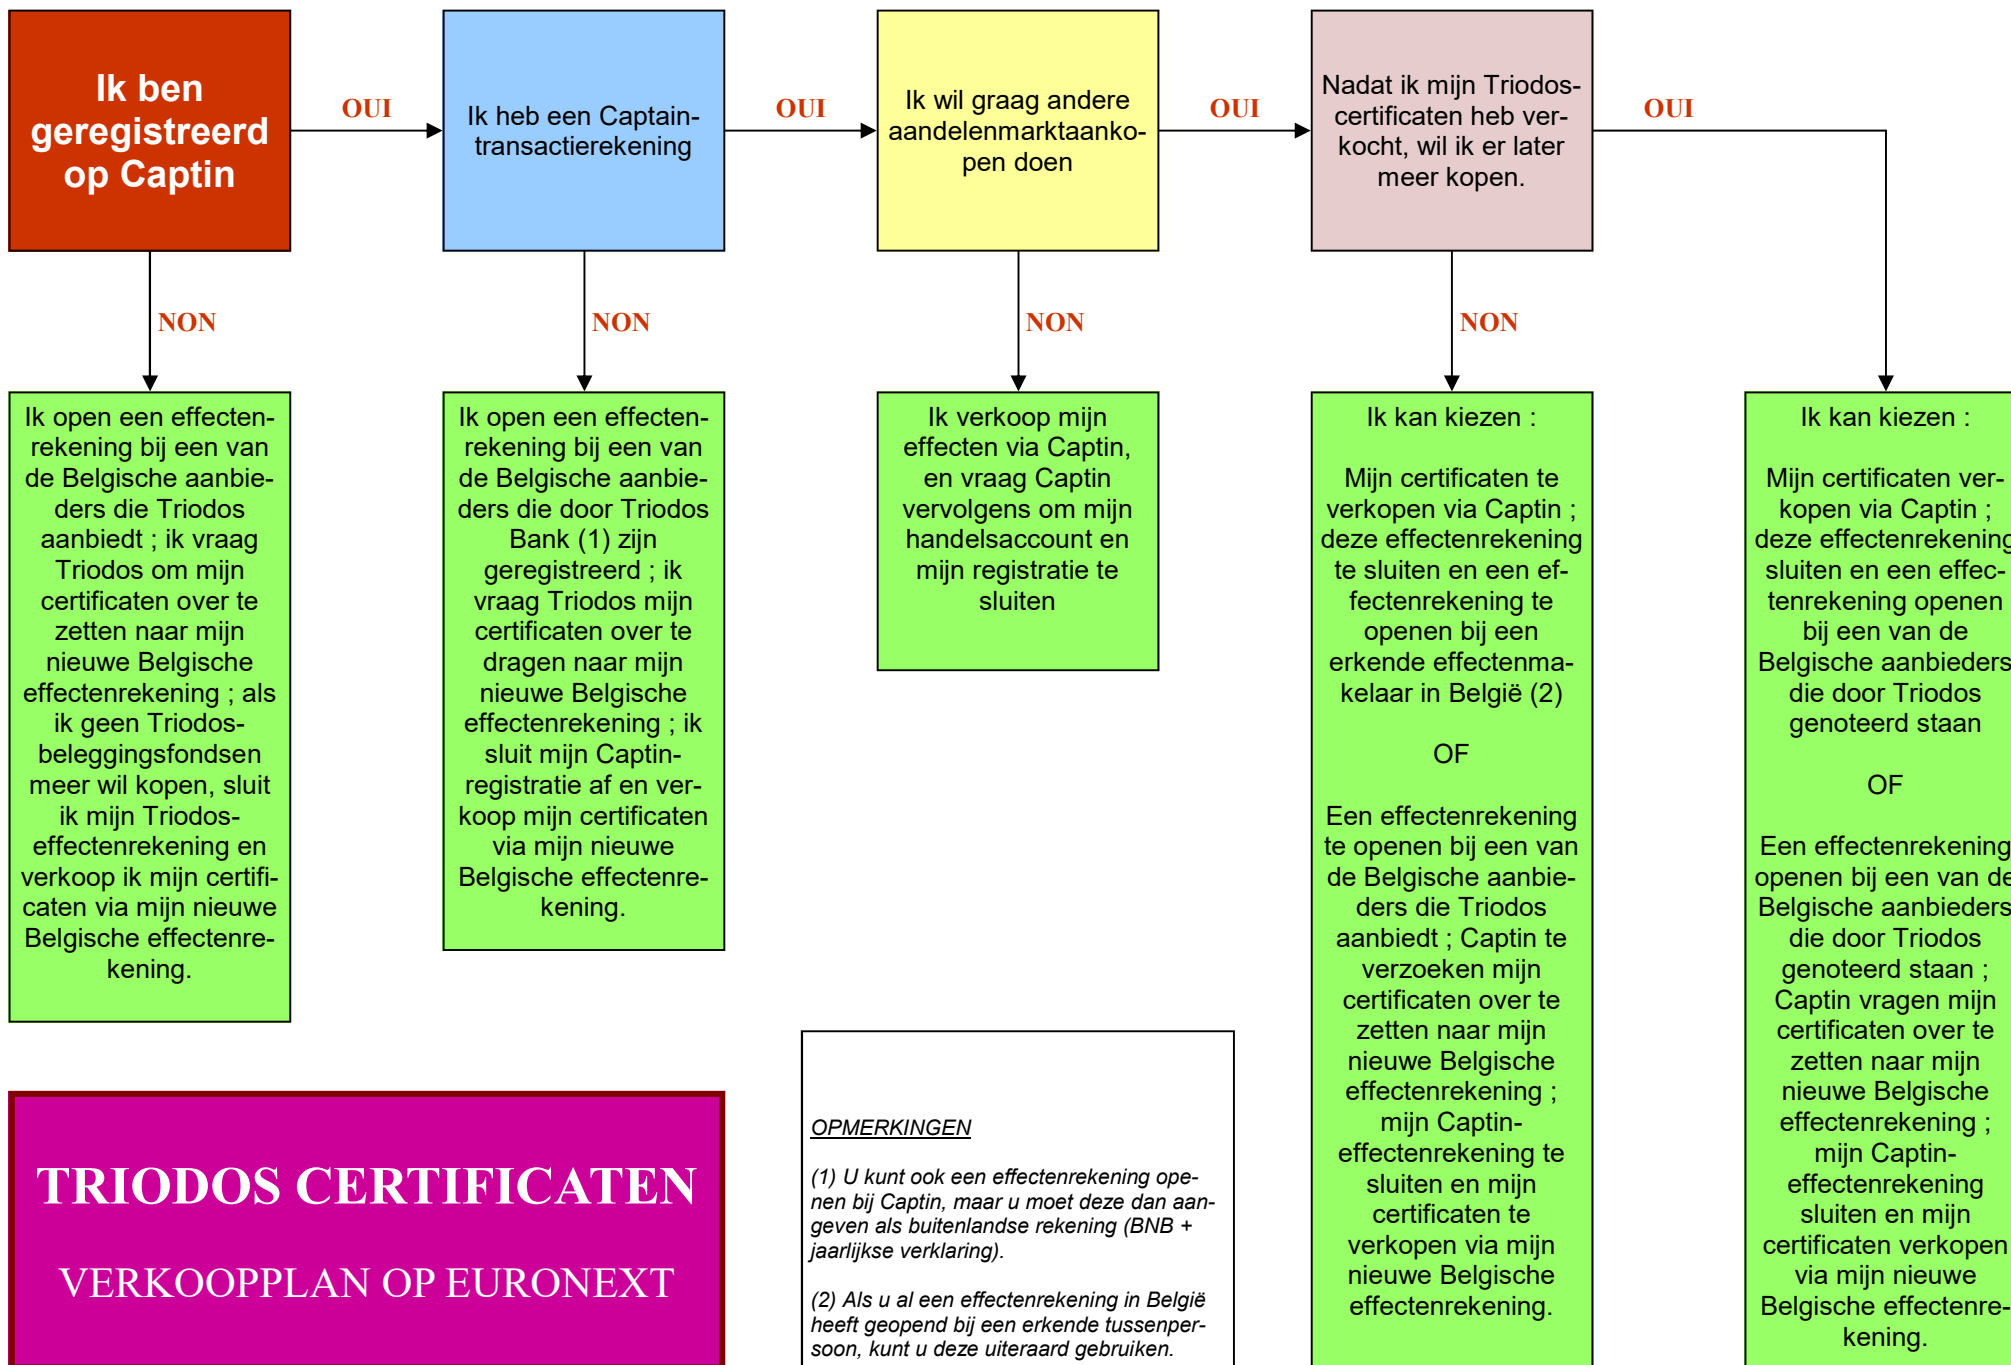 Ik ben
geregistreerd
op Captin
OUI
Ik heb een Captain-
transactierekening
OUI
Ik wil graag andere
aandelenmarktaanko-
pen doen
OUI
Nadat ik mijn Triodos-
certificaten heb ver-
kocht, wil ik er later
meer kopen.
OUI
NON
NON
NON
NON
Ik open een effecten-
rekening bij een van
de Belgische aanbie-
ders die Triodos
aanbiedt ; ik vraag
Triodos om mijn
certificaten over te
zetten naar mijn
nieuwe Belgische
effectenrekening ; als
ik geen Triodos-
beleggingsfondsen
meer wil kopen, sluit
ik mijn Triodos-
effectenrekening en
verkoop ik mijn certifi-
caten via mijn nieuwe
Belgische effectenre-
kening.
Ik open een effecten-
rekening bij een van
de Belgische aanbie-
ders die door Triodos
Bank (1) zijn
geregistreerd ; ik
vraag Triodos mijn
certificaten over te
dragen naar mijn
nieuwe Belgische
effectenrekening ; ik
sluit mijn Captin-
registratie af en ver-
koop mijn certificaten
via mijn nieuwe
Belgische effectenre-
kening.
Ik verkoop mijn
effecten via Captin,
en vraag Captin
vervolgens om mijn
handelsaccount en
mijn registratie te
sluiten
Ik kan kiezen :
Mijn certificaten te
verkopen via Captin ;
deze effectenrekening
te sluiten en een ef-
fectenrekening te
openen bij een
erkende effectenma-
kelaar in België (2)
OF
Een effectenrekening
te openen bij een van
de Belgische aanbie-
ders die Triodos
aanbiedt ; Captin te
verzoeken mijn
certificaten over te
zetten naar mijn
nieuwe Belgische
effectenrekening ;
mijn Captin-
effectenrekening te
sluiten en mijn
certificaten te
verkopen via mijn
nieuwe Belgische
effectenrekening.
Ik kan kiezen :
Mijn certificaten ver-
kopen via Captin ;
deze effectenrekening
sluiten en een effec-
tenrekening openen
bij een van de
Belgische aanbieders
die door Triodos
genoteerd staan
OF
Een effectenrekening
openen bij een van de
Belgische aanbieders
die door Triodos
genoteerd staan ;
Captin vragen mijn
certificaten over te
zetten naar mijn
nieuwe Belgische
effectenrekening ;
mijn Captin-
effectenrekening
sluiten en mijn
certificaten verkopen
via mijn nieuwe
Belgische effectenre-
kening.
TRIODOS CERTIFICATEN
VERKOOPPLAN OP EURONEXT
OPMERKINGEN
(1) U kunt ook een effectenrekening ope-
nen bij Captin, maar u moet deze dan aan-
geven als buitenlandse rekening (BNB +
jaarlijkse verklaring).
(2) Als u al een effectenrekening in België
heeft geopend bij een erkende tussenper-
soon, kunt u deze uiteraard gebruiken.